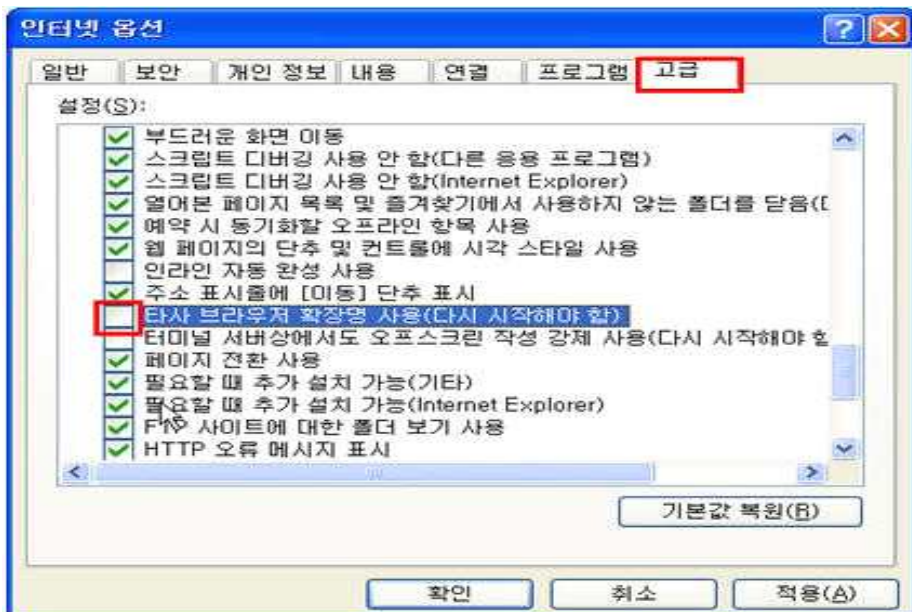 인터넷 옵션
일반 보안 개인 정보 내용 연결 프로그램 고급
설정(S):
부드러운 화면 이동
스크립트 디버깅 사용 안 함(다른 응용 프로그램)
스크립트 디버깅 사용 안 함(Internet Explorer)
열어본 페이지 목록 및 즐겨찾기에서 사용하지 않는 폴더를 닫음(
예약 시 동기화할 오프라인 항목 사용
웹 페이지의 단추 및 컨트롤에 시각 스타일 사용
인라인 자동 완성 사용
주소 표시줄에 [이동] 단추 표시
타사 브라우저 확장명 사용(다시 시작해야 함)
터미널 서버상에서도 오프스크린 작성 강제 사용(다시 시작해야
페이지 전환 사용
필요할 때 추가 설치 가능(기타)
필요할 때 추가 설치 가능(Internet Explorer)
FTP 사이트에 대한 폴더 보기 사용
HTTP 오류 메시지 표시
기본값 복원(R)
확인 취소 적용(A)